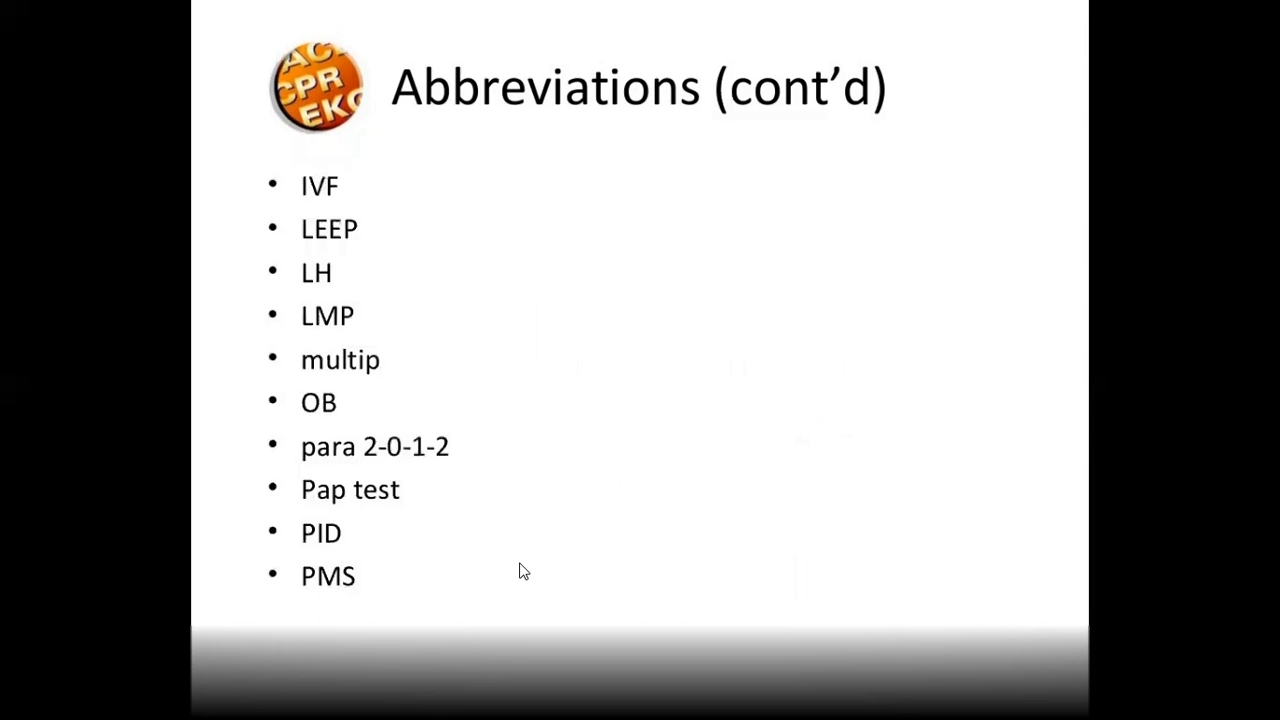 AC
CPR
EKG
Abbreviations (cont’d)
• IVF
• LEEP
• LH
• LMP
• multip
• OB
• para 2-0-1-2
• Pap test
• PID
• PMS